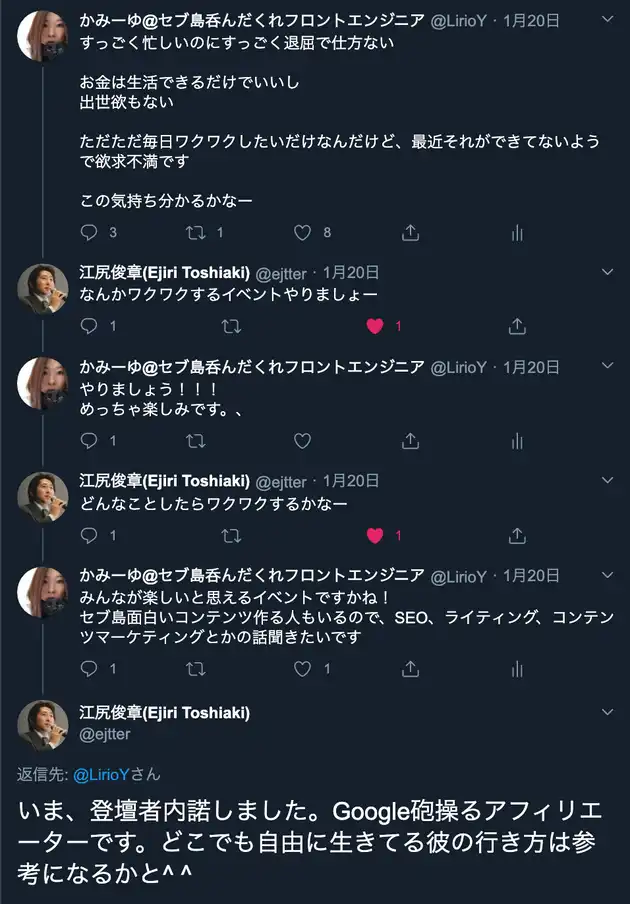 かみーゆ@セブ島呑んだくれフロントエンジニア @LirioY · 1月20日
すっごく忙しいのにすっごく退屈で仕方ない
お金は生活できるだけでいいし
出世欲もない
ただただ毎日ワクワクしたいだけなんだけど、最近それができてないよう
で欲求不満です
この気持ち分かるかなー
3 1 8
江尻俊章(Ejiri Toshiaki) @ejtter · 1月20日
なんかワクワクするイベントやりましょー
1 1
かみーゆ@セブ島呑んだくれフロントエンジニア @LirioY · 1月20日
やりましょう！！！
めっちゃ楽しみです。、
1
江尻俊章(Ejiri Toshiaki) @ejtter · 1月20日
どんなことしたらワクワクするかなー
1 1
かみーゆ@セブ島呑んだくれフロントエンジニア @LirioY · 1月20日
みんなが楽しいと思えるイベントですかね！
セブ島面白いコンテンツ作る人もいるので、SEO、ライティング、コンテン
ツマーケティングとかの話聞きたいです
1 1
江尻俊章(Ejiri Toshiaki)
@ejtter
返信先: @LirioYさん
いま、登壇者内諾しました。Google砲操るアフィリエ
ーターです。どこでも自由に生きてる彼の行き方は参
考になるかと^ ^